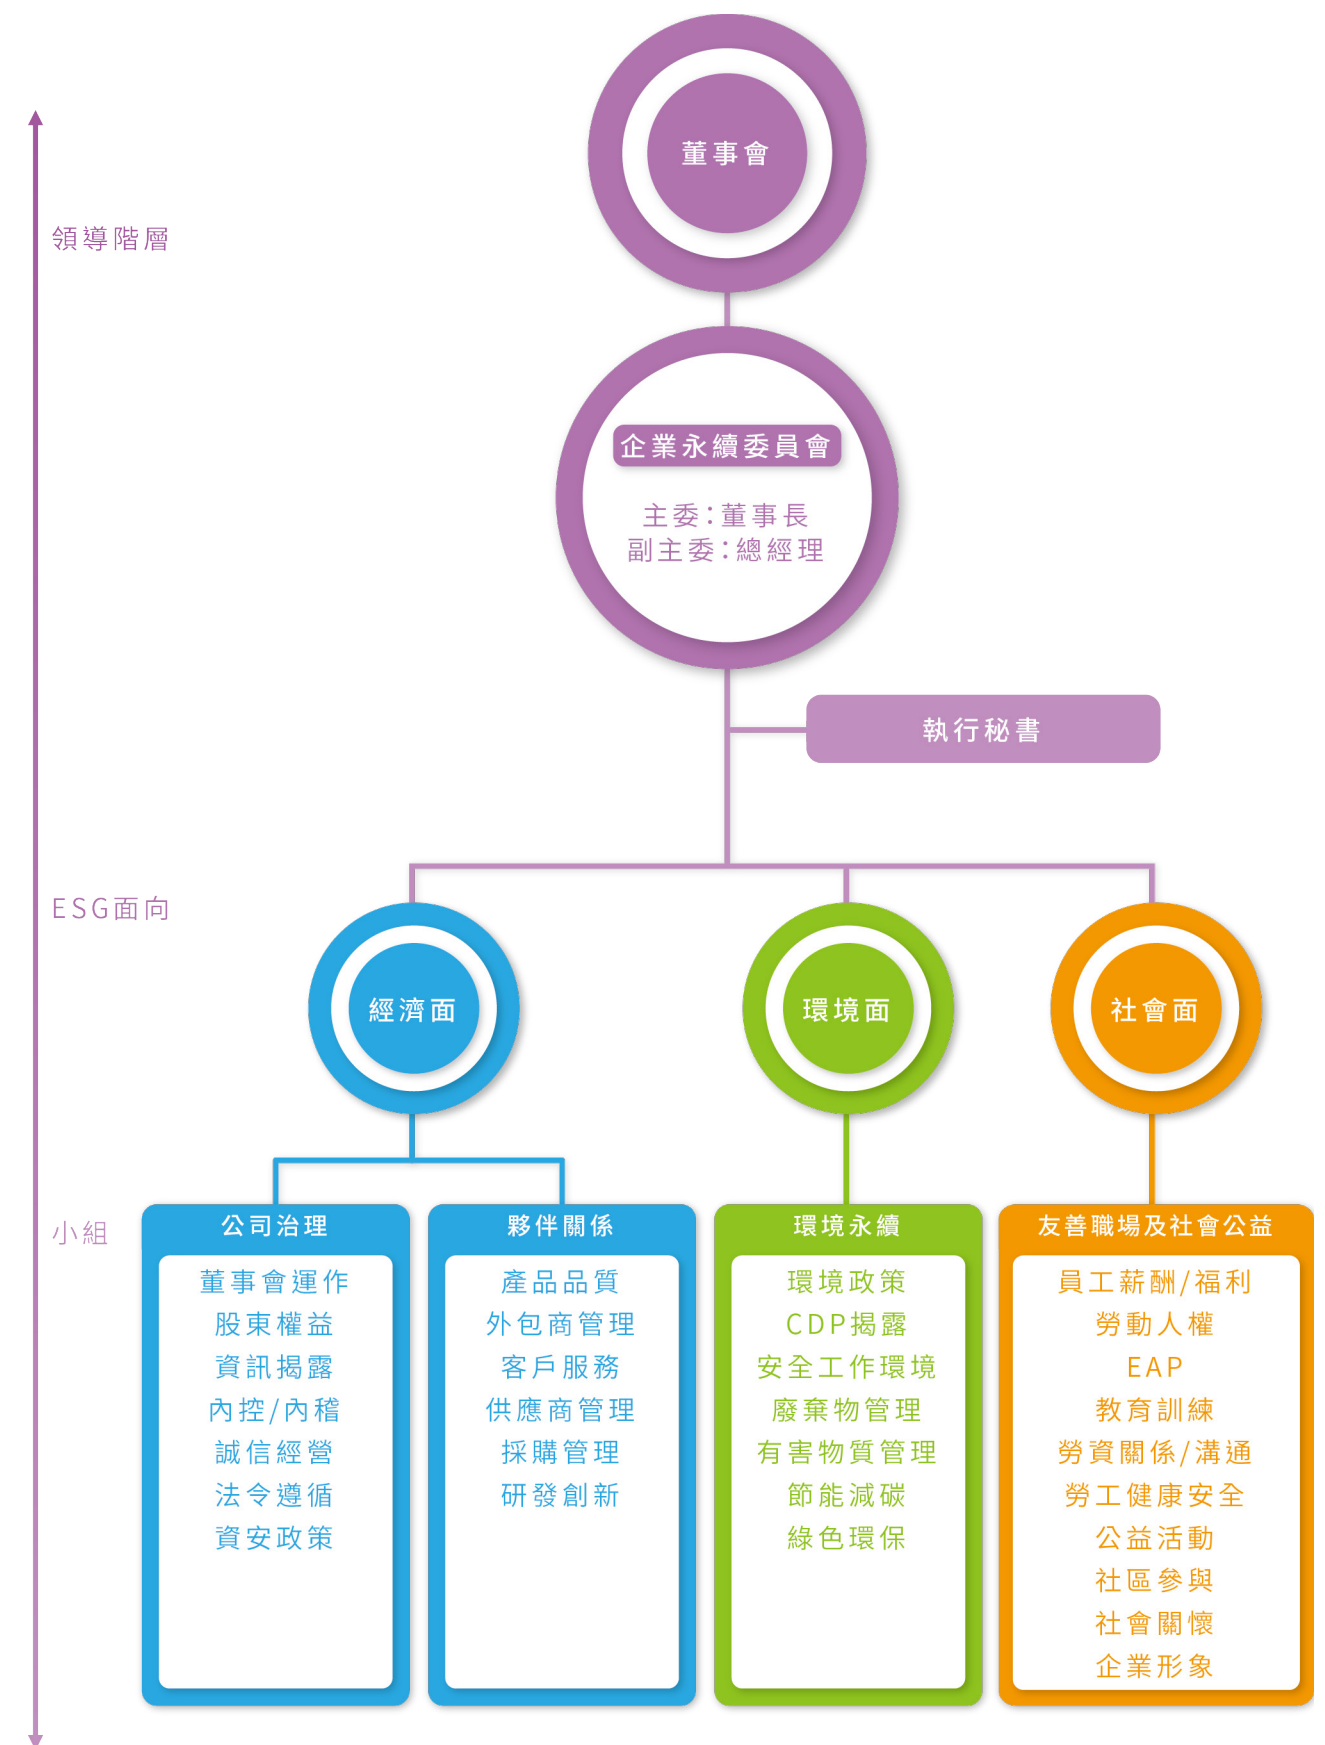 董事會
領導階層
企業永續委員會
主委：董事長
副主委：總經理
執行秘書
ESG面向
經濟面
環境面
社會面
小組
公司治理
董事會運作
股東權益
資訊揭露
內控/內稽
誠信經營
法令遵循
資安政策
夥伴關係
產品品質
外包商管理
客戶服務
供應商管理
採購管理
研發創新
環境永續
環境政策
CDP揭露
安全工作環境
廢棄物管理
有害物質管理
節能減碳
綠色環保
友善職場及社會公益
員工薪酬/福利
勞動人權
EAP
教育訓練
勞資關係/溝通
勞工健康安全
公益活動
社區參與
社會關懷
企業形象